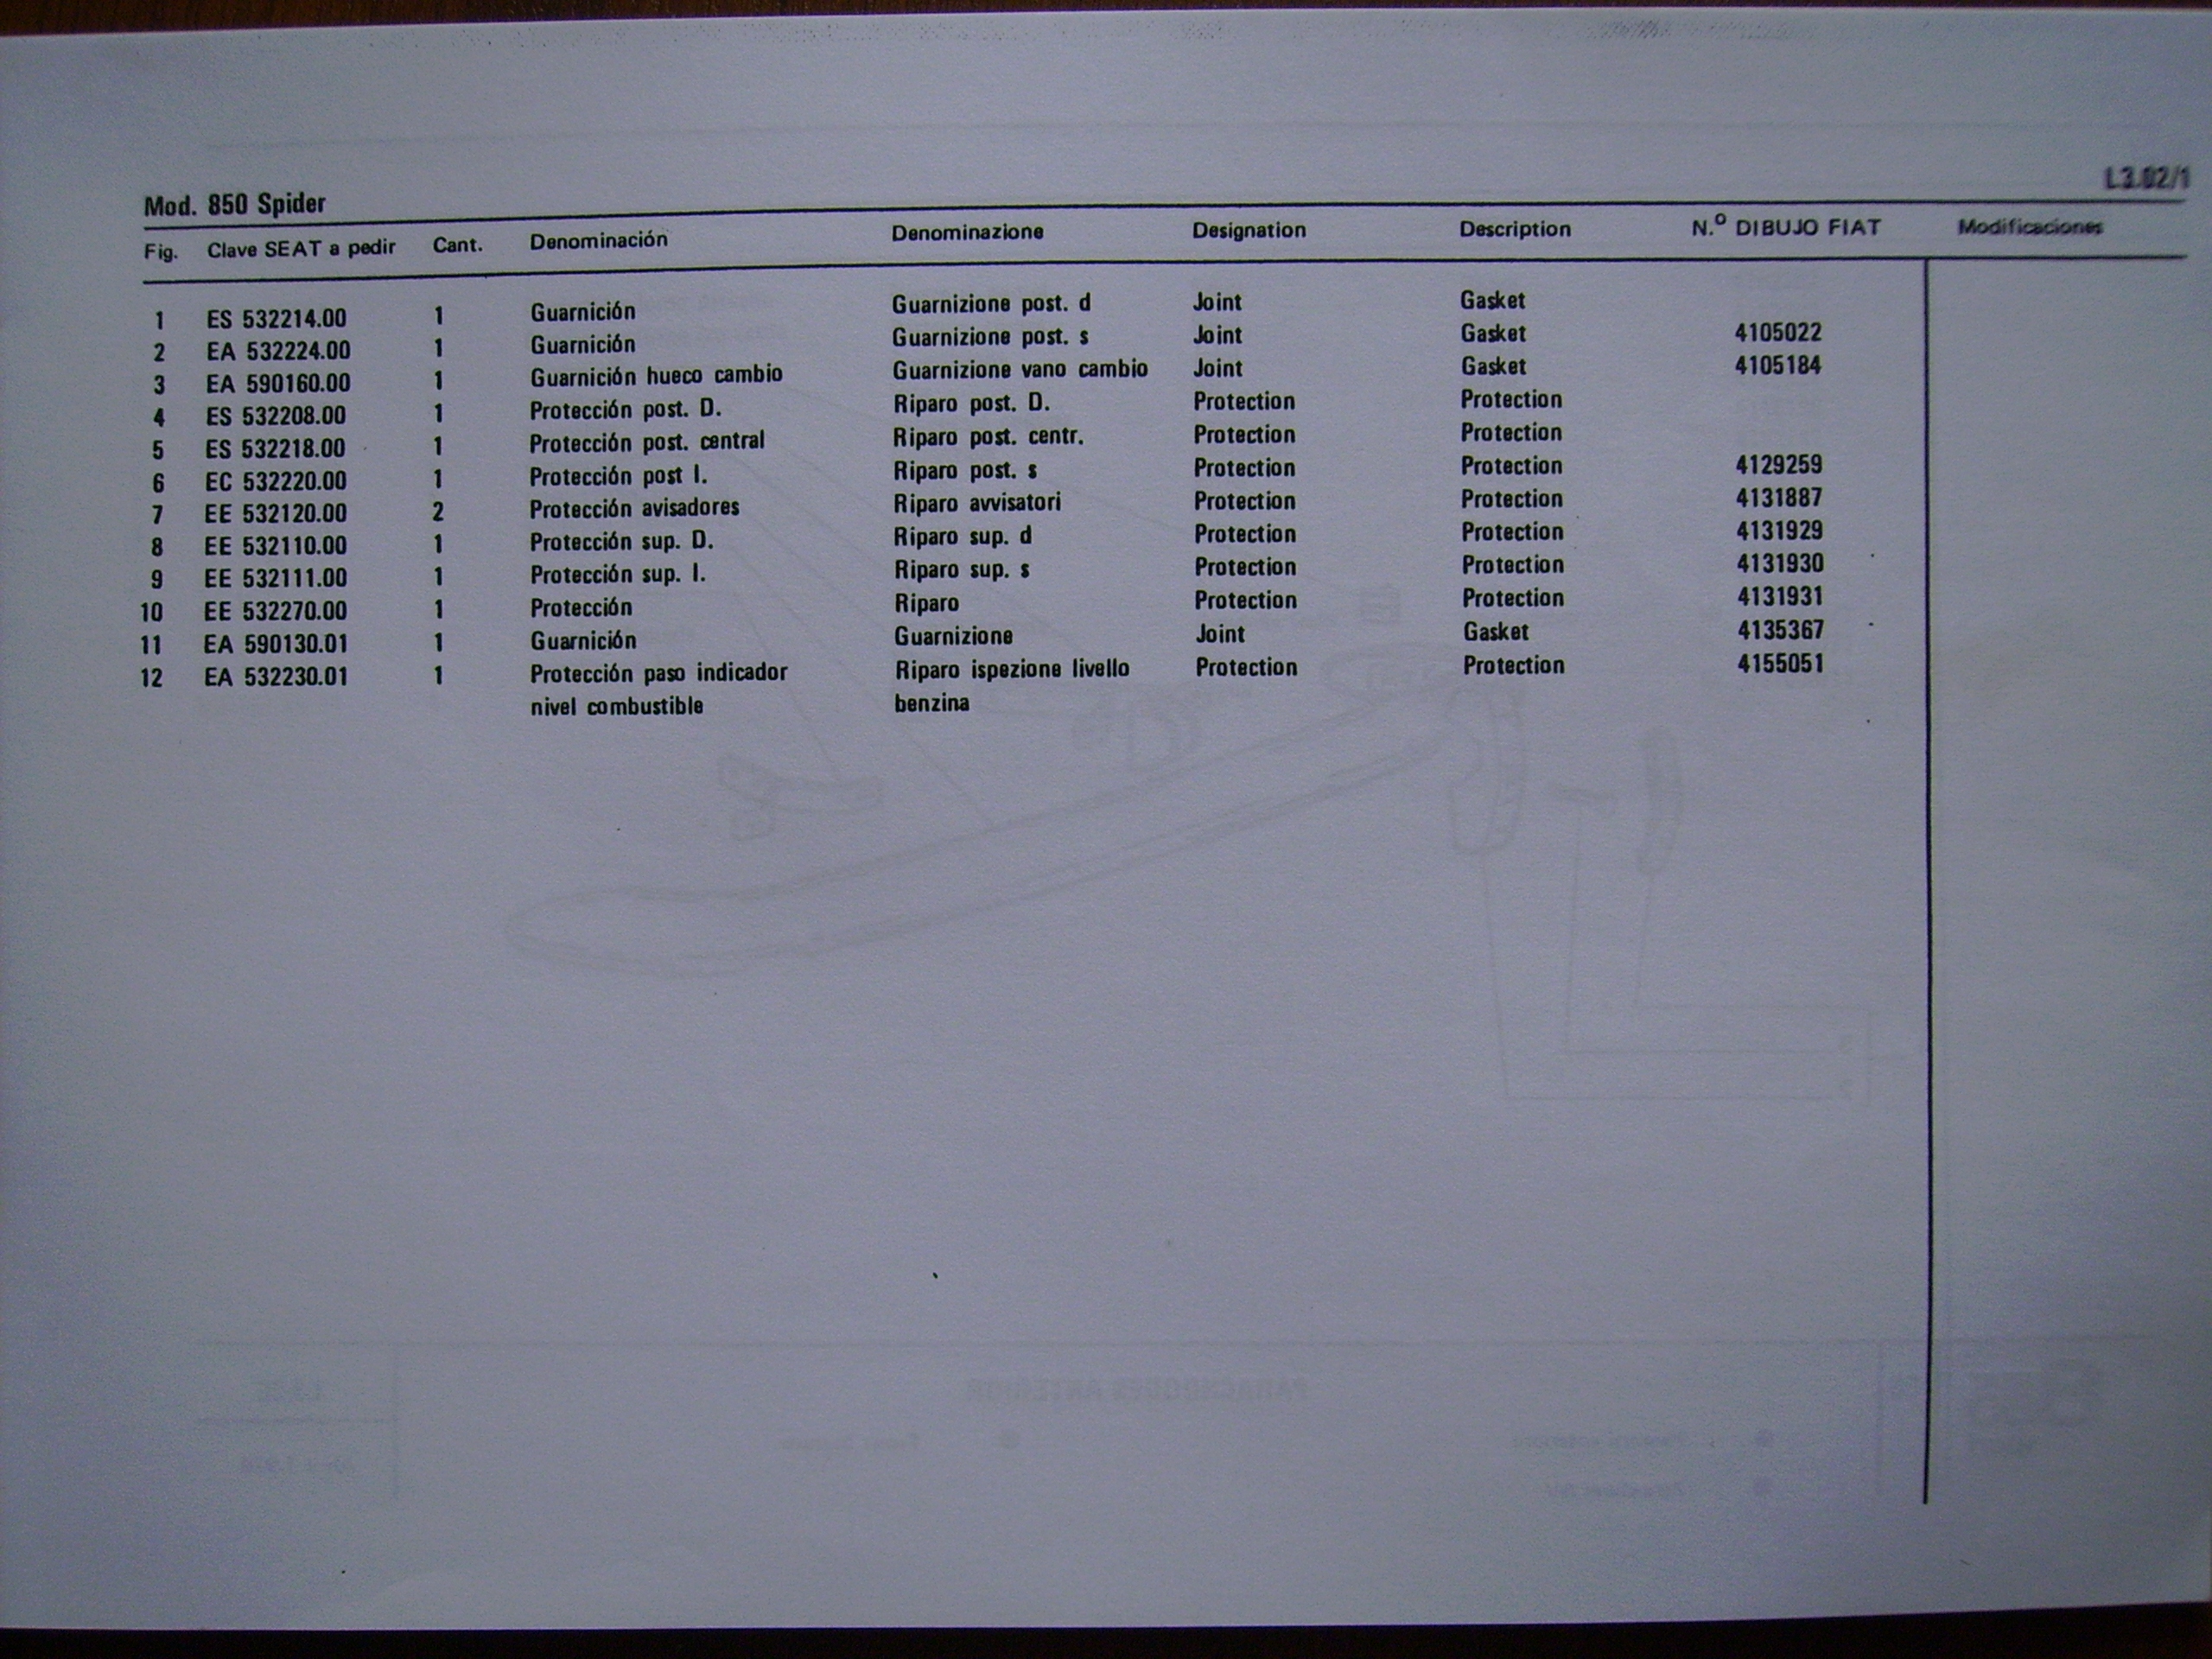 L3.02/1
Mod. 850 Spider
Fig. Clave SEAT a pedir Cant. Denominación Denominazione Designation Description N.º DIBUJO FIAT Modificaciones
1 ES 532214.00 1 Guarnición Guarnizione post. d Joint Gasket
2 EA 532224.00 1 Guarnición Guarnizione post. s Joint Gasket 4105022
3 EA 590160.00 1 Guarnición hueco cambio Guarnizione vano cambio Joint Gasket 4105184
4 ES 532208.00 1 Protección post. D. Riparo post. D. Protection Protection
5 ES 532218.00 1 Protección post. central Riparo post. centr. Protection Protection
6 EC 532220.00 1 Protección post I. Riparo post. s Protection Protection 4129259
7 EE 532120.00 2 Protección avisadores Riparo avvisatori Protection Protection 4131887
8 EE 532110.00 1 Protección sup. D. Riparo sup. d Protection Protection 4131929
9 EE 532111.00 1 Protección sup. I. Riparo sup. s Protection Protection 4131930
10 EE 532270.00 1 Protección Riparo Protection Protection 4131931
11 EA 590130.01 1 Guarnición Guarnizione Joint Gasket 4135367
12 EA 532230.01 1 Protección paso indicador Riparo ispezione livello Protection Protection 4155051
nivel combustible benzina